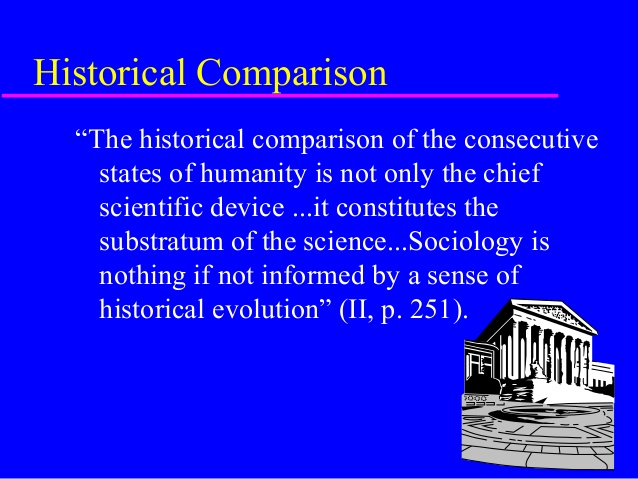 Historical Comparison
“The historical comparison of the consecutive
states of humanity is not only the chief
scientific device ...it constitutes the
substratum of the science...Sociology is
nothing if not informed by a sense of
historical evolution” (II, p. 251).